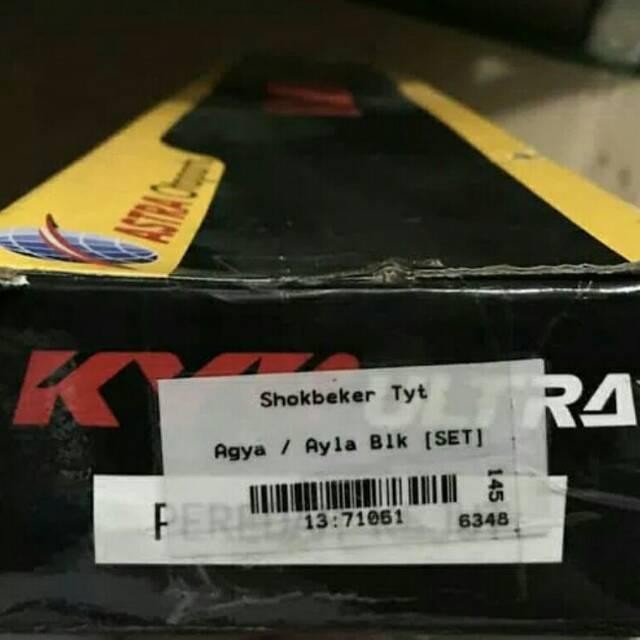 ASTRA
KYB ULTRA
Shokbeker Tyt
Agya / Ayla Blk [SET]
145
13:71061
6348